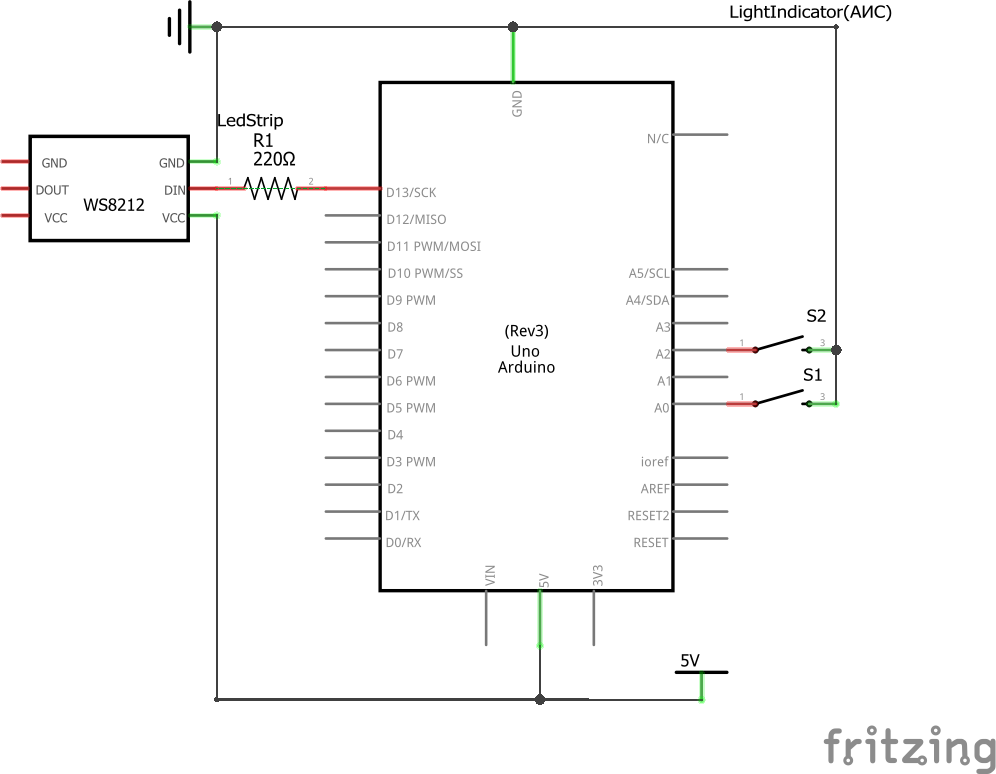 LightIndicator(АИС)
GND
N/C
LedStrip
R1
220Ω
GND
GND
DOUT
DIN
VCC
VCC
WS8212
1
2
D13/SCK
D12/MISO
D11 PWM/MOSI
D10 PWM/SS
D9 PWM
D8
D7
D6 PWM
D5 PWM
D4
D3 PWM
D2
D1/TX
D0/RX
(Rev3)
Uno
Arduino
A5/SCL
A4/SDA
A3
A2
A1
A0
ioref
AREF
RESET2
RESET
S2
1
3
S1
1
3
VIN
5V
3V3
5V
fritzing